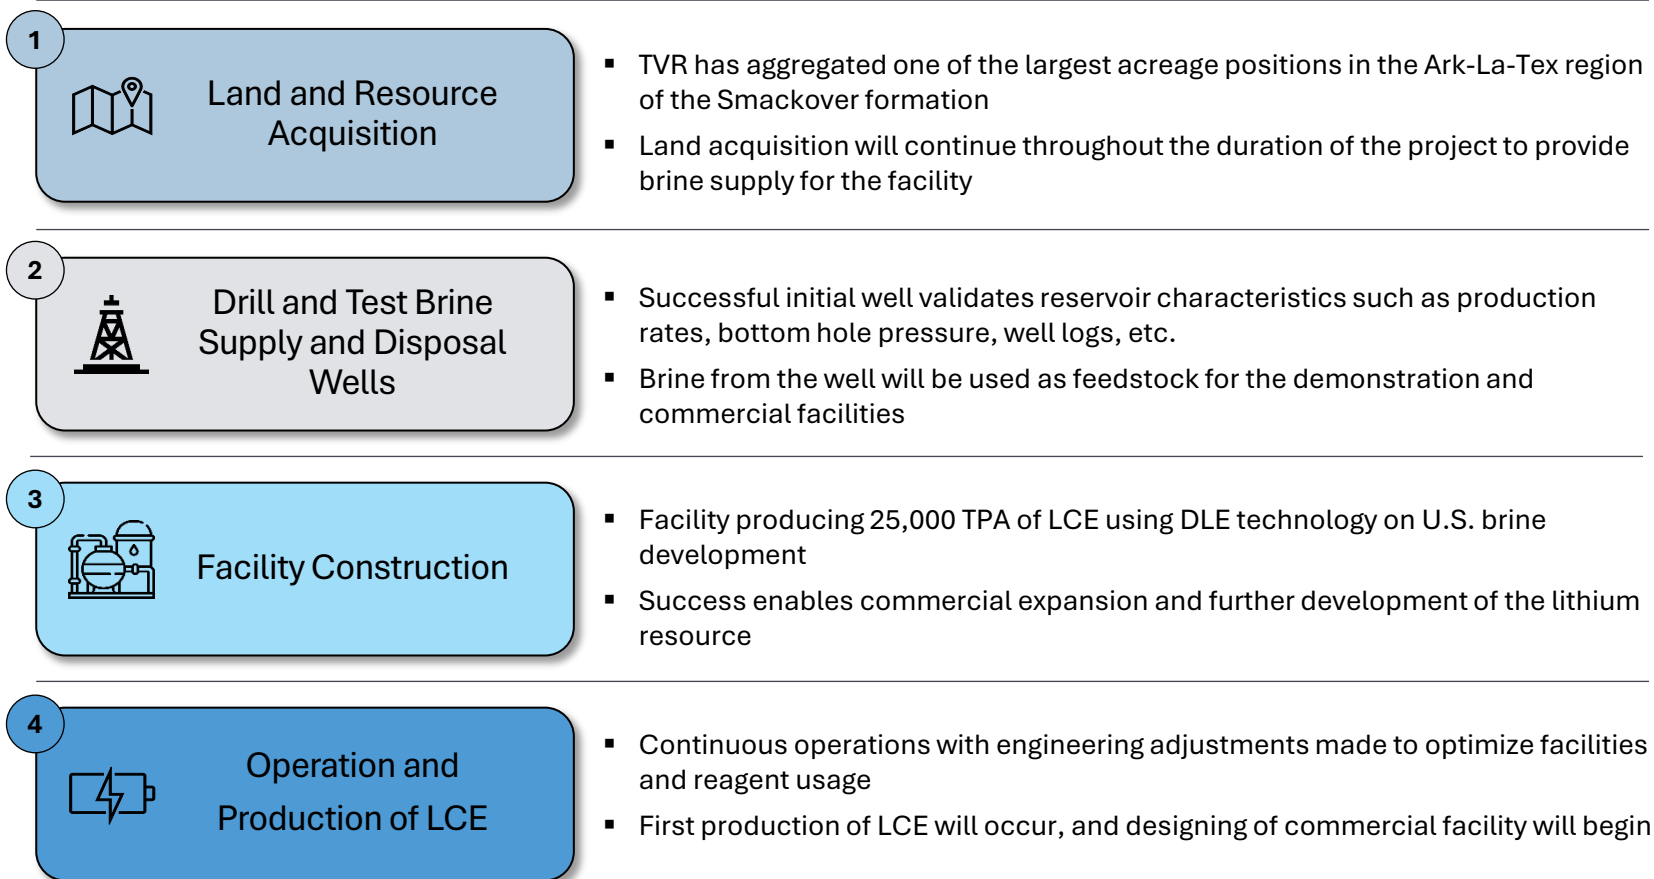 1
Land and Resource
Acquisition
▪ TVR has aggregated one of the largest acreage positions in the Ark-La-Tex region
of the Smackover formation
▪ Land acquisition will continue throughout the duration of the project to provide
brine supply for the facility
2
Drill and Test Brine
Supply and Disposal
Wells
▪ Successful initial well validates reservoir characteristics such as production
rates, bottom hole pressure, well logs, etc.
▪ Brine from the well will be used as feedstock for the demonstration and
commercial facilities
3
Facility Construction
▪ Facility producing 25,000 TPA of LCE using DLE technology on U.S. brine
development
▪ Success enables commercial expansion and further development of the lithium
resource
4
Operation and
Production of LCE
▪ Continuous operations with engineering adjustments made to optimize facilities
and reagent usage
▪ First production of LCE will occur, and designing of commercial facility will begin